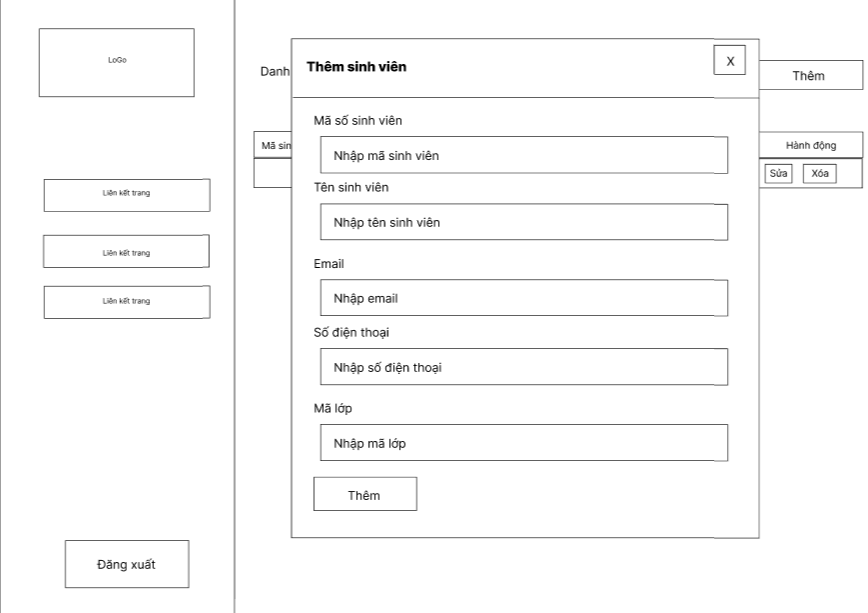 LoGo
Liên kết trang
Liên kết trang
Liên kết trang
Đăng xuất
Danh
Thêm
Mã sin
Hành động
Sửa
Xóa
Thêm sinh viên
X
Mã số sinh viên
Nhập mã sinh viên
Tên sinh viên
Nhập tên sinh viên
Email
Nhập email
Số điện thoại
Nhập số điện thoại
Mã lớp
Nhập mã lớp
Thêm